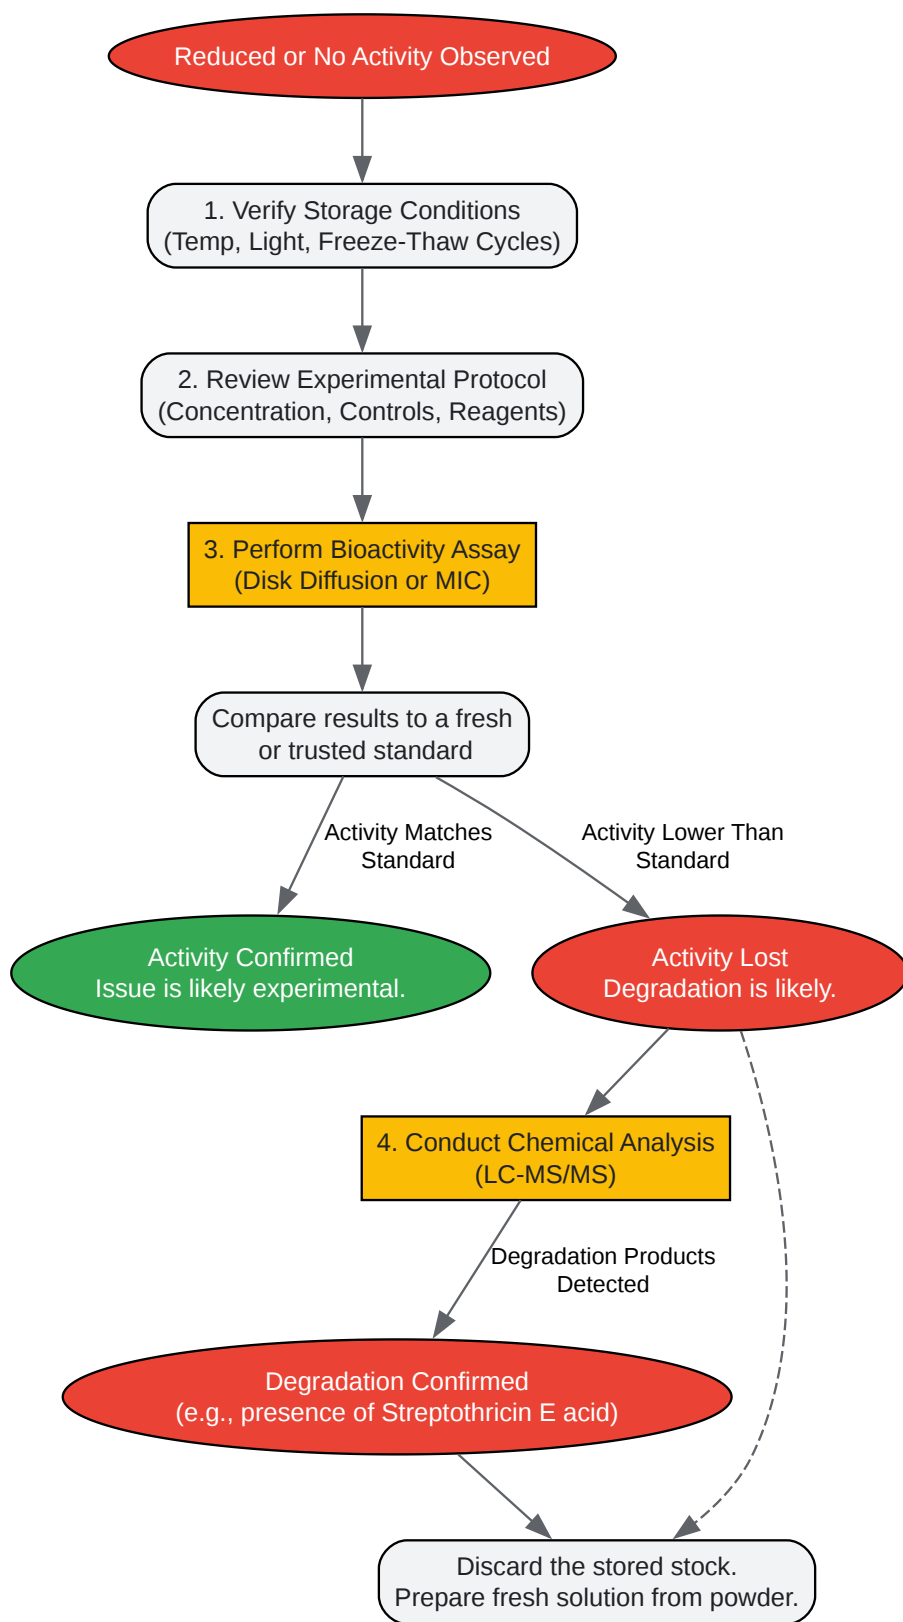 Reduced or No Activity Observed
1. Verify Storage Conditions
(Temp, Light, Freeze-Thaw Cycles)
2. Review Experimental Protocol
(Concentration, Controls, Reagents)
3. Perform Bioactivity Assay
(Disk Diffusion or MIC)
Compare results to a fresh
or trusted standard
Activity Matches
Standard
Activity Lower Than
Standard
Activity Confirmed
Issue is likely experimental.
Activity Lost
Degradation is likely.
4. Conduct Chemical Analysis
(LC-MS/MS)
Degradation Products
Detected
Degradation Confirmed
(e.g., presence of Streptothricin E acid)
Discard the stored stock.
Prepare fresh solution from powder.